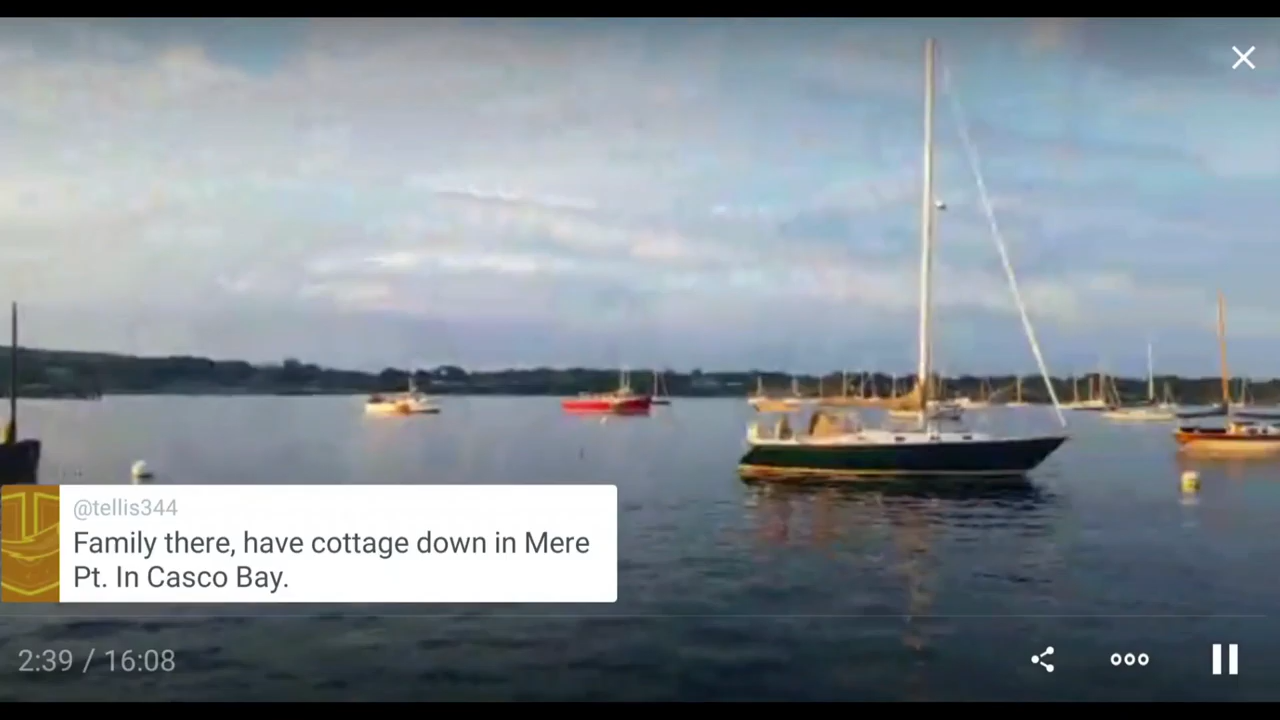 @tellis344
Family there, have cottage down in Mere
Pt. In Casco Bay.
2:39 / 16:08